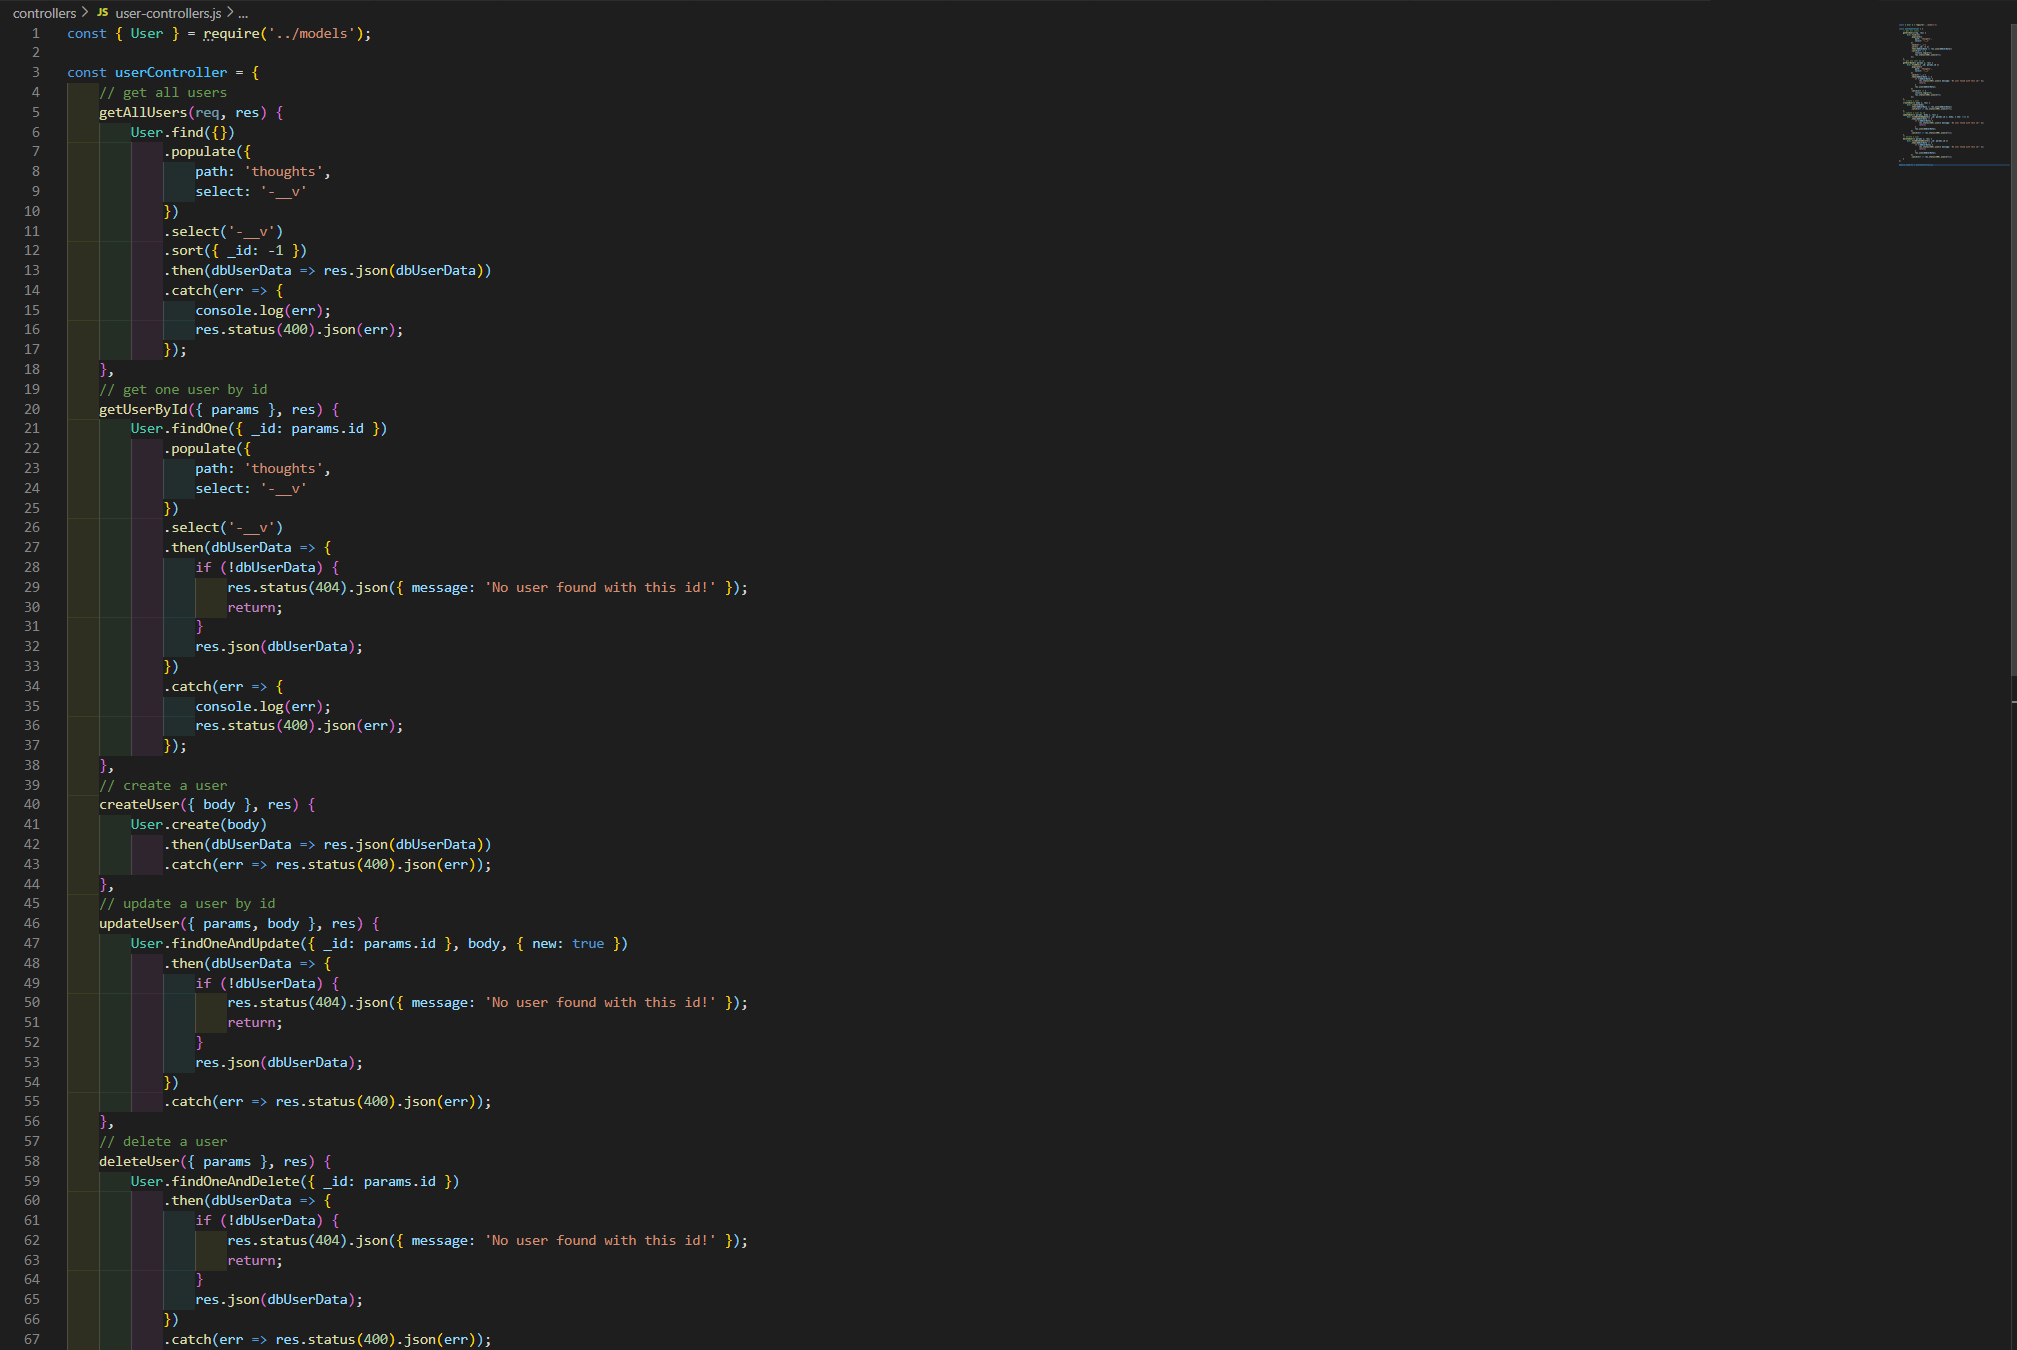 controllers > JS user-controllers.js > ...
1 const { User } = require('../models');
2
3 const userController = {
4 // get all users
5 getAllUsers(req, res) {
6 User.find({})
7 .populate({
8 path: 'thoughts',
9 select: '-__v'
10 })
11 .select('-__v')
12 .sort({ _id: -1 })
13 .then(dbUserData => res.json(dbUserData))
14 .catch(err => {
15 console.log(err);
16 res.status(400).json(err);
17 });
18 },
19 // get one user by id
20 getUserById({ params }, res) {
21 User.findOne({ _id: params.id })
22 .populate({
23 path: 'thoughts',
24 select: '-__v'
25 })
26 .select('-__v')
27 .then(dbUserData => {
28 if (!dbUserData) {
29 res.status(404).json({ message: 'No user found with this id!' });
30 return;
31 }
32 res.json(dbUserData);
33 })
34 .catch(err => {
35 console.log(err);
36 res.status(400).json(err);
37 });
38 },
39 // create a user
40 createUser({ body }, res) {
41 User.create(body)
42 .then(dbUserData => res.json(dbUserData))
43 .catch(err => res.status(400).json(err));
44 },
45 // update a user by id
46 updateUser({ params, body }, res) {
47 User.findOneAndUpdate({ _id: params.id }, body, { new: true })
48 .then(dbUserData => {
49 if (!dbUserData) {
50 res.status(404).json({ message: 'No user found with this id!' });
51 return;
52 }
53 res.json(dbUserData);
54 })
55 .catch(err => res.status(400).json(err));
56 },
57 // delete a user
58 deleteUser({ params }, res) {
59 User.findOneAndDelete({ _id: params.id })
60 .then(dbUserData => {
61 if (!dbUserData) {
62 res.status(404).json({ message: 'No user found with this id!' });
63 return;
64 }
65 res.json(dbUserData);
66 })
67 .catch(err => res.status(400).json(err));